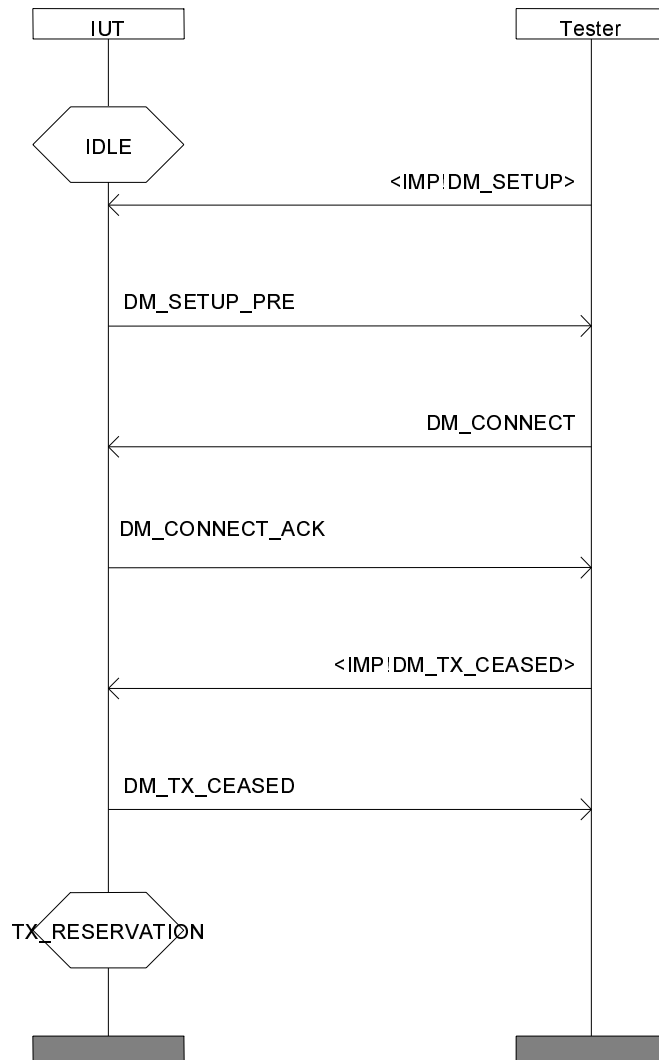 IUT
Tester
IDLE
<IMP!DM_SETUP>
DM_SETUP_PRE
DM_CONNECT
DM_CONNECT_ACK
<IMP!DM_TX_CEASED>
DM_TX_CEASED
TX_RESERVATION